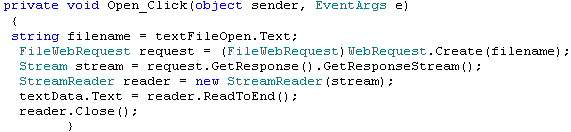 private void Open_Click(object sender, EventArgs e)
{
string filename = textFileOpen.Text;
FileWebRequest request = (FileWebRequest)WebRequest.Create(filename);
Stream stream = request.GetResponse().GetResponseStream();
StreamReader reader = new StreamReader(stream);
textData.Text = reader.ReadToEnd();
reader.Close();
}